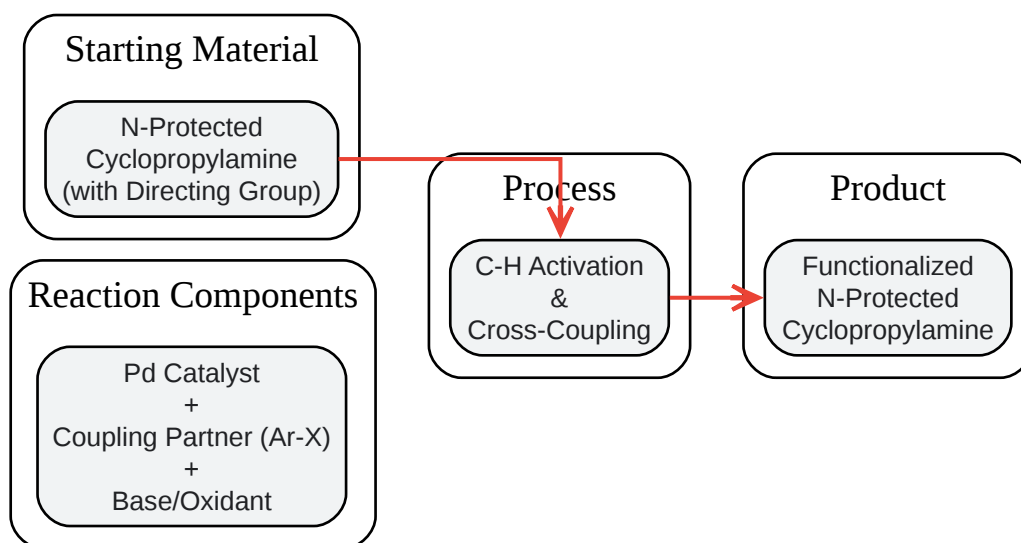 Starting Material
N-Protected
Cyclopropylamine
(with Directing Group)
Reaction Components
Pd Catalyst
+
Coupling Partner (Ar-X)
+
Base/Oxidant
Process
C-H Activation
&
Cross-Coupling
Product
Functionalized
N-Protected
Cyclopropylamine